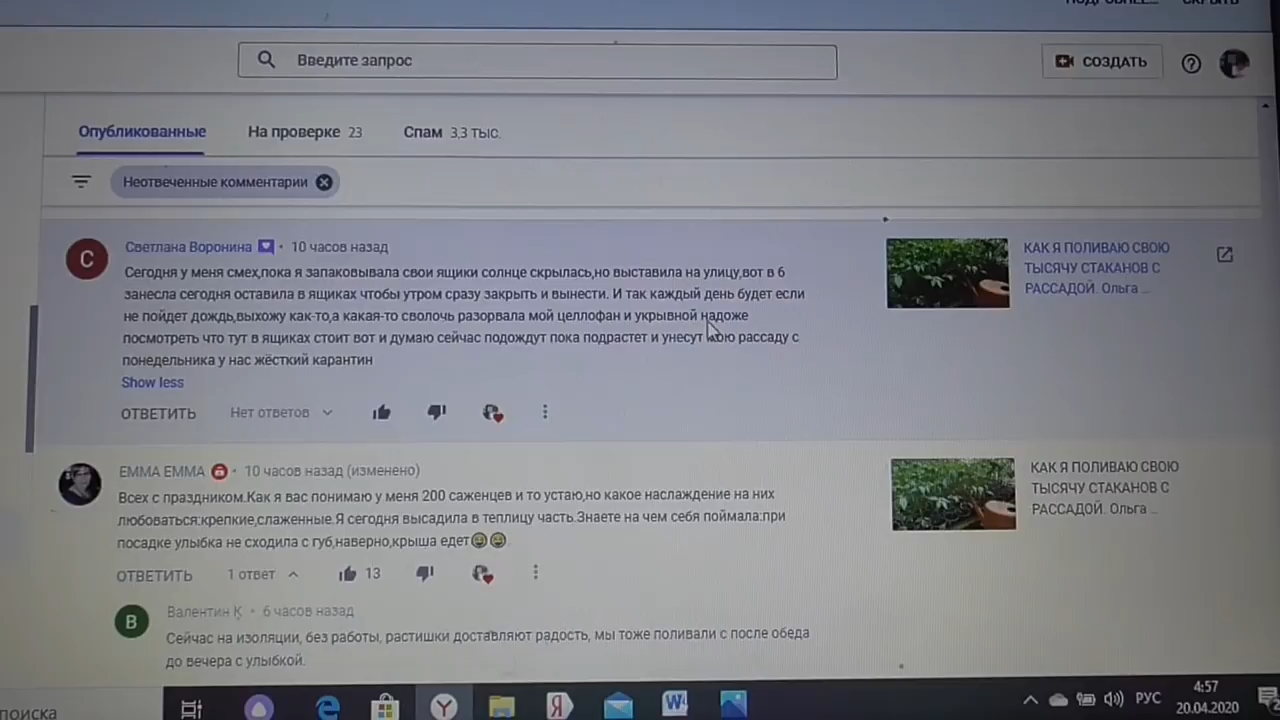 СКРЫТЬ
Введите запрос
СОЗДАТЬ
Опубликованные На проверке 23 Спам 3,3 тыс.
Неотвеченные комментарии
С
Светлана Воронина • 10 часов назад
Сегодня у меня смех,пока я запаковывала свои ящики солнце скрылась,но выставила на улицу,вот в 6
занесла сегодня оставила в ящиках чтобы утром сразу закрыть и вынести. И так каждый день будет если
не пойдет дождь,выхожу как-то,а какая-то сволочь разорвала мой целлофан и укрывной надоже
посмотреть что тут в ящиках стоит вот и думаю сейчас подождут пока подрастет и унесут мою рассаду с
понедельника у нас жёсткий карантин
Show less
ОТВЕТИТЬ Нет ответов
КАК Я ПОЛИВАЮ СВОЮ
ТЫСЯЧУ СТАКАНОВ С
РАССАДОЙ. Ольга ...
EMMA EMMA • 10 часов назад (изменено)
Всех с праздником.Как я вас понимаю у меня 200 саженцев и то устаю,но какое наслаждение на них
любоваться:крепкие,слаженные.Я сегодня высадила в теплицу часть.Знаете на чем себя поймала:при
посадке улыбка не сходила с губ,наверно,крыша едет😂😂
ОТВЕТИТЬ 1 ответ 13
КАК Я ПОЛИВАЮ СВОЮ
ТЫСЯЧУ СТАКАНОВ С
РАССАДОЙ. Ольга ...
В
Валентин Қ • 6 часов назад
Сейчас на изоляции, без работы, растишки доставляют радость, мы тоже поливали с после обеда
до вечера с улыбкой.
поиска
РУС
4:57
20.04.2020